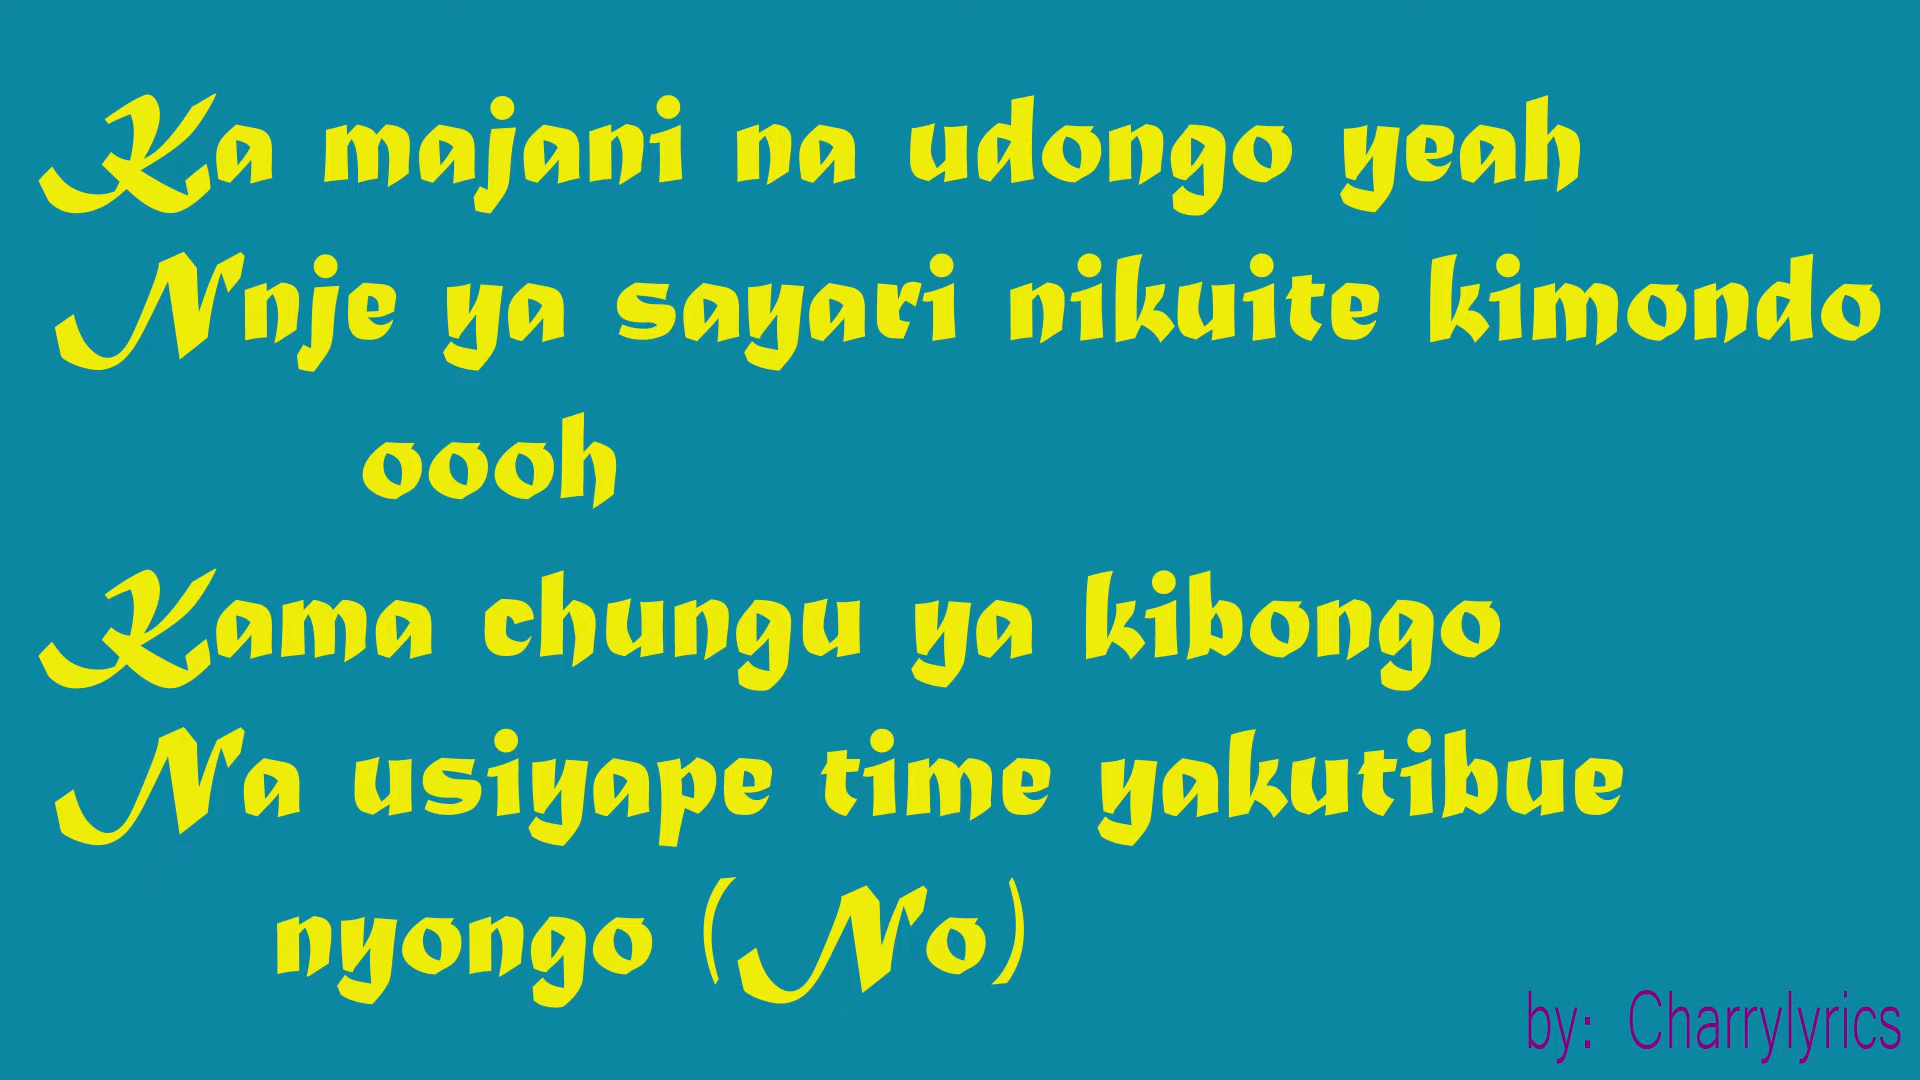 Ka majani na udongo yeah
Nnje ya sayari nikuite kimondo
oooh
Kama chungu ya kibongo
Na usiyape time yakutibue
nyongo (No)
by: Charrylyrics